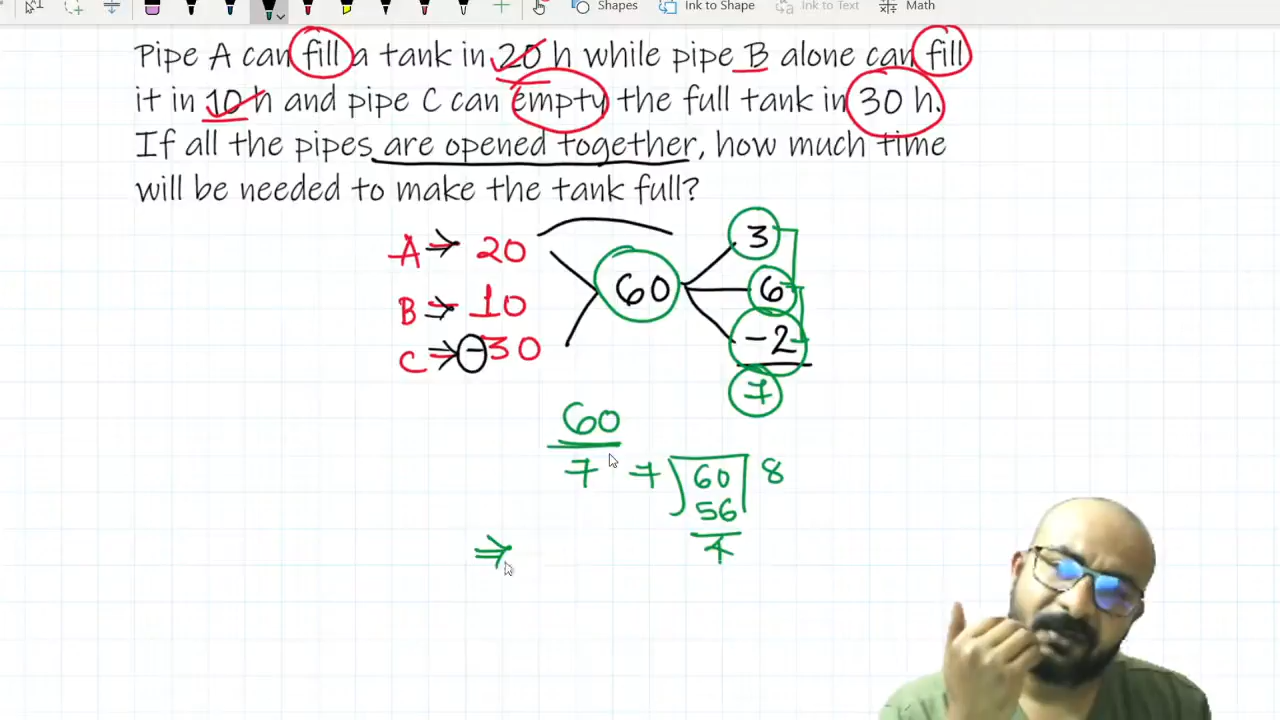 Shapes Ink to Shape Ink to Text Math
Pipe A can fill a tank in 20 h while pipe B alone can fill
it in 10 h and pipe C can empty the full tank in 30 h.
If all the pipes are opened together, how much time
will be needed to make the tank full?
A → 20
B → 10
C → -30
60
3
6
-2
7
60
7
7 60 8
56
4
⇒